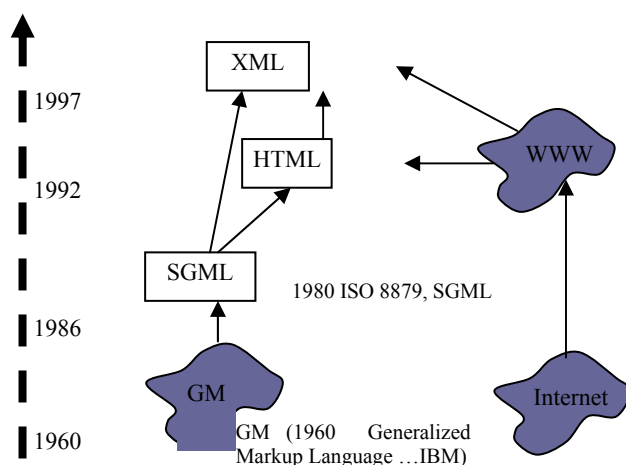 XML
1997
HTML
WWW
1992
SGML
1980 ISO 8879, SGML
1986
GM
Internet
GM (1960 Generalized
Markup Language …IBM)
1960